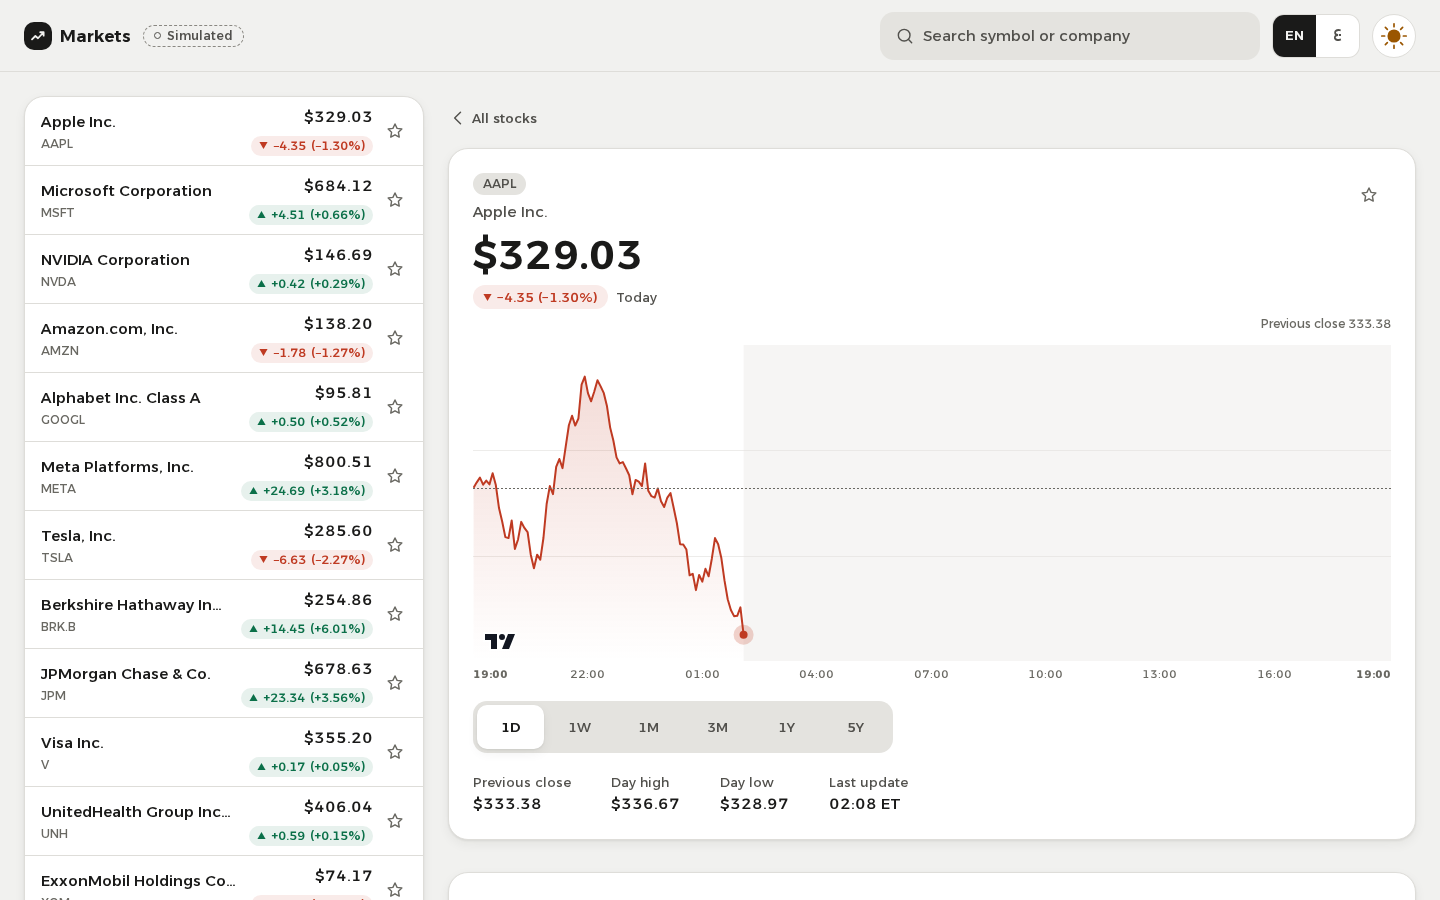 Markets
Simulated
Search symbol or company
EN
Apple Inc.
AAPL
$329.03
▼ −4.35 (−1.30%)
Microsoft Corporation
MSFT
$684.12
▲ +4.51 (+0.66%)
NVIDIA Corporation
NVDA
$146.69
▲ +0.42 (+0.29%)
Amazon.com, Inc.
AMZN
$138.20
▼ −1.78 (−1.27%)
Alphabet Inc. Class A
GOOGL
$95.81
▲ +0.50 (+0.52%)
Meta Platforms, Inc.
META
$800.51
▲ +24.69 (+3.18%)
Tesla, Inc.
TSLA
$285.60
▼ −6.63 (−2.27%)
Berkshire Hathaway In…
BRK.B
$254.86
▲ +14.45 (+6.01%)
JPMorgan Chase & Co.
JPM
$678.63
▲ +23.34 (+3.56%)
Visa Inc.
V
$355.20
▲ +0.17 (+0.05%)
UnitedHealth Group Inc…
UNH
$406.04
▲ +0.59 (+0.15%)
ExxonMobil Holdings Co…
$74.17
All stocks
AAPL
Apple Inc.
$329.03
▼ −4.35 (−1.30%) Today
Previous close 333.38
19:00 22:00 01:00 04:00 07:00 10:00 13:00 16:00 19:00
1D 1W 1M 3M 1Y 5Y
Previous close Day high Day low Last update
$333.38 $336.67 $328.97 02:08 ET